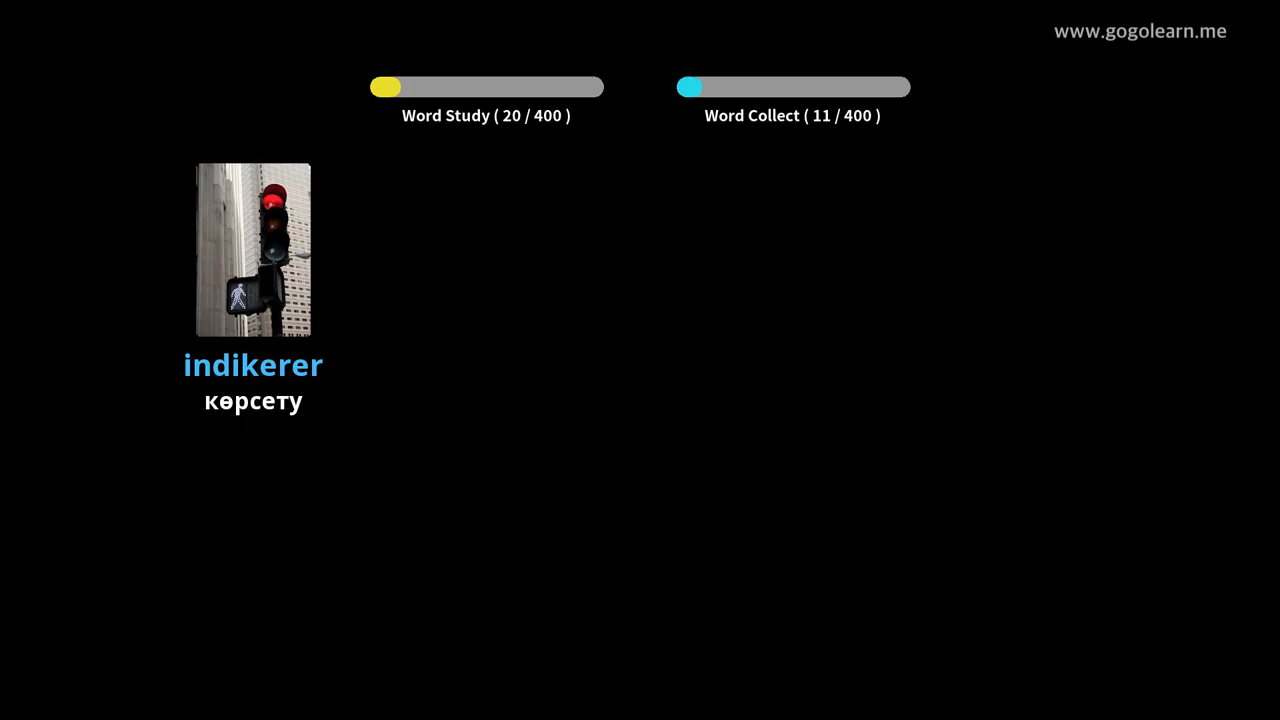 www.gogolearn.me
Word Study ( 20 / 400 )
Word Collect ( 11 / 400 )
indikerer
көрсету